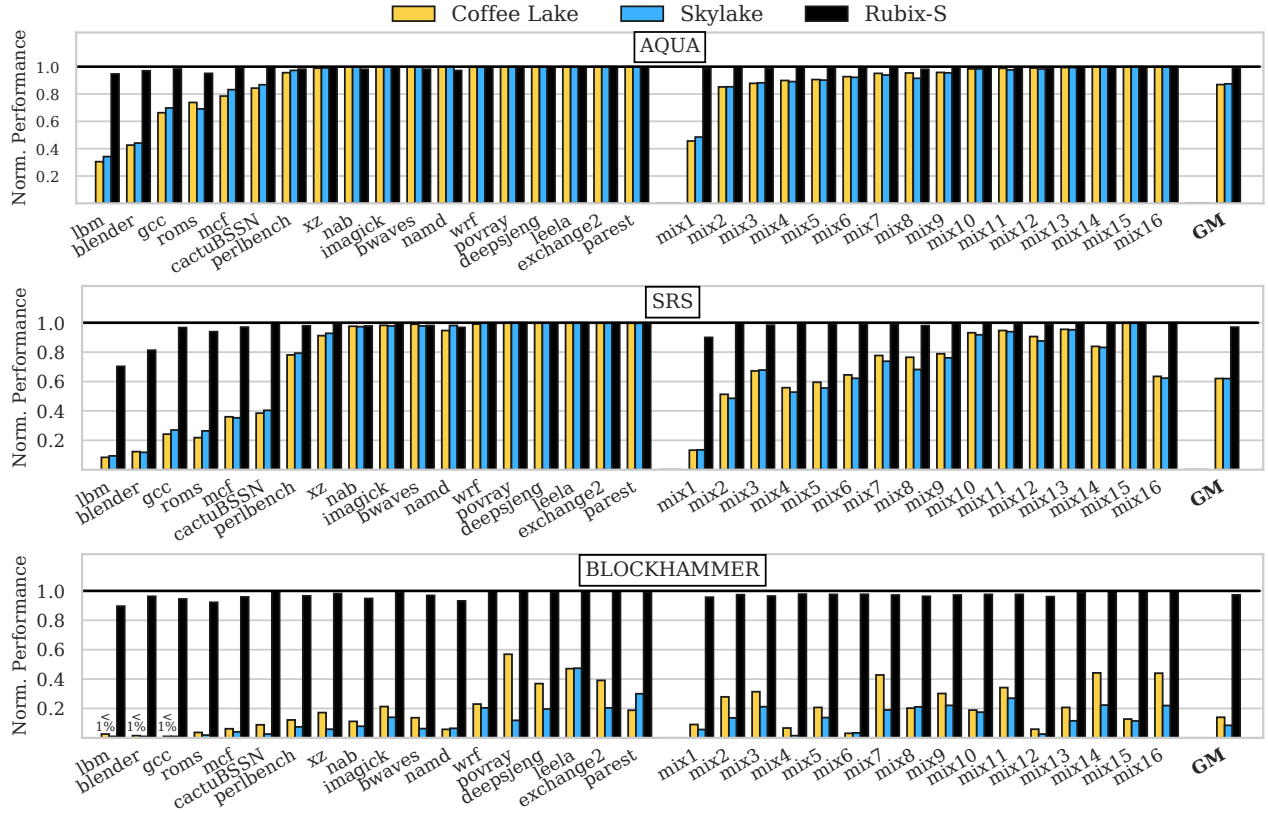 Coffee Lake Skylake Rubix-S
AQUA
Norm. Performance
1.0
0.8
0.6
0.4
0.2
lbm blender gcc roms mcf cactuBSSN perlbench xz nab imagick bwaves namd wrf povray deepsjeng leela exchange2 parest mix1 mix2 mix3 mix4 mix5 mix6 mix7 mix8 mix9 mix10 mix11 mix12 mix13 mix14 mix15 mix16 GM
SRS
Norm. Performance
1.0
0.8
0.6
0.4
0.2
lbm blender gcc roms mcf cactuBSSN perlbench xz nab imagick bwaves namd wrf povray deepsjeng leela exchange2 parest mix1 mix2 mix3 mix4 mix5 mix6 mix7 mix8 mix9 mix10 mix11 mix12 mix13 mix14 mix15 mix16 GM
BLOCKHAMMER
Norm. Performance
1.0
0.8
0.6
0.4
0.2
< < <
1% 1% 1%
lbm blender gcc roms mcf cactuBSSN perlbench xz nab imagick bwaves namd wrf povray deepsjeng leela exchange2 parest mix1 mix2 mix3 mix4 mix5 mix6 mix7 mix8 mix9 mix10 mix11 mix12 mix13 mix14 mix15 mix16 GM